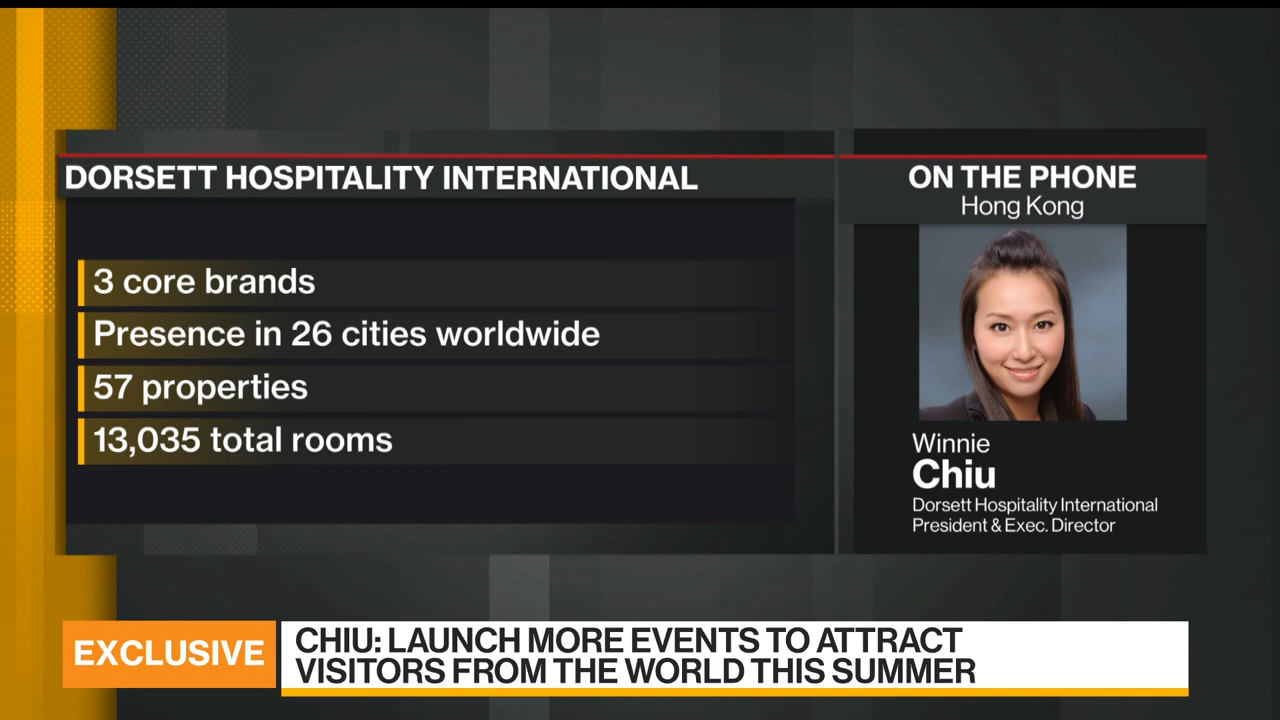 DORSETT HOSPITALITY INTERNATIONAL
3 core brands
Presence in 26 cities worldwide
57 properties
13,035 total rooms
ON THE PHONE
Hong Kong
Winnie
Chiu
Dorsett Hospitality International
President & Exec. Director
EXCLUSIVE
CHIU: LAUNCH MORE EVENTS TO ATTRACT
VISITORS FROM THE WORLD THIS SUMMER